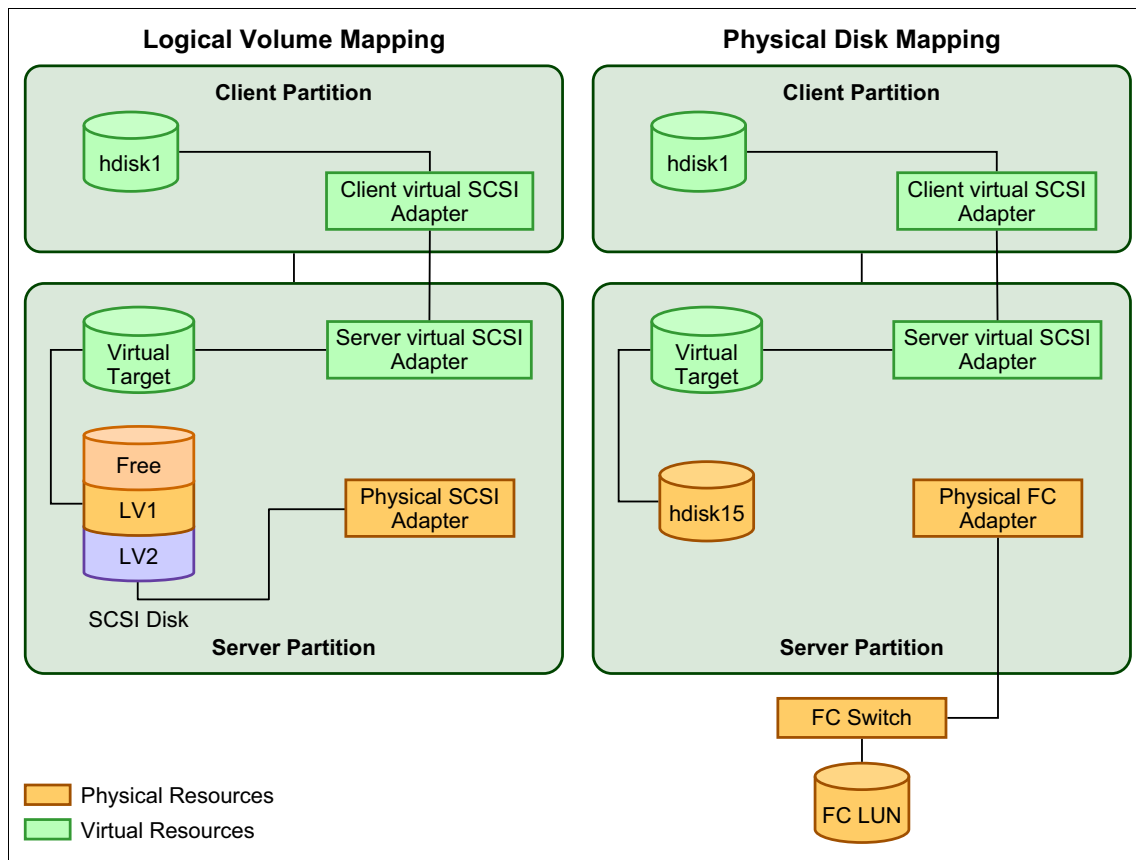 Logical Volume Mapping
Client Partition
hdisk1
Client virtual SCSI
Adapter
Virtual
Target
Server virtual SCSI
Adapter
Free
LV1
LV2
SCSI Disk
Physical SCSI
Adapter
Server Partition
Physical Disk Mapping
Client Partition
hdisk1
Client virtual SCSI
Adapter
Virtual
Target
Server virtual SCSI
Adapter
hdisk15
Physical FC
Adapter
Server Partition
FC Switch
FC LUN
Physical Resources
Virtual Resources